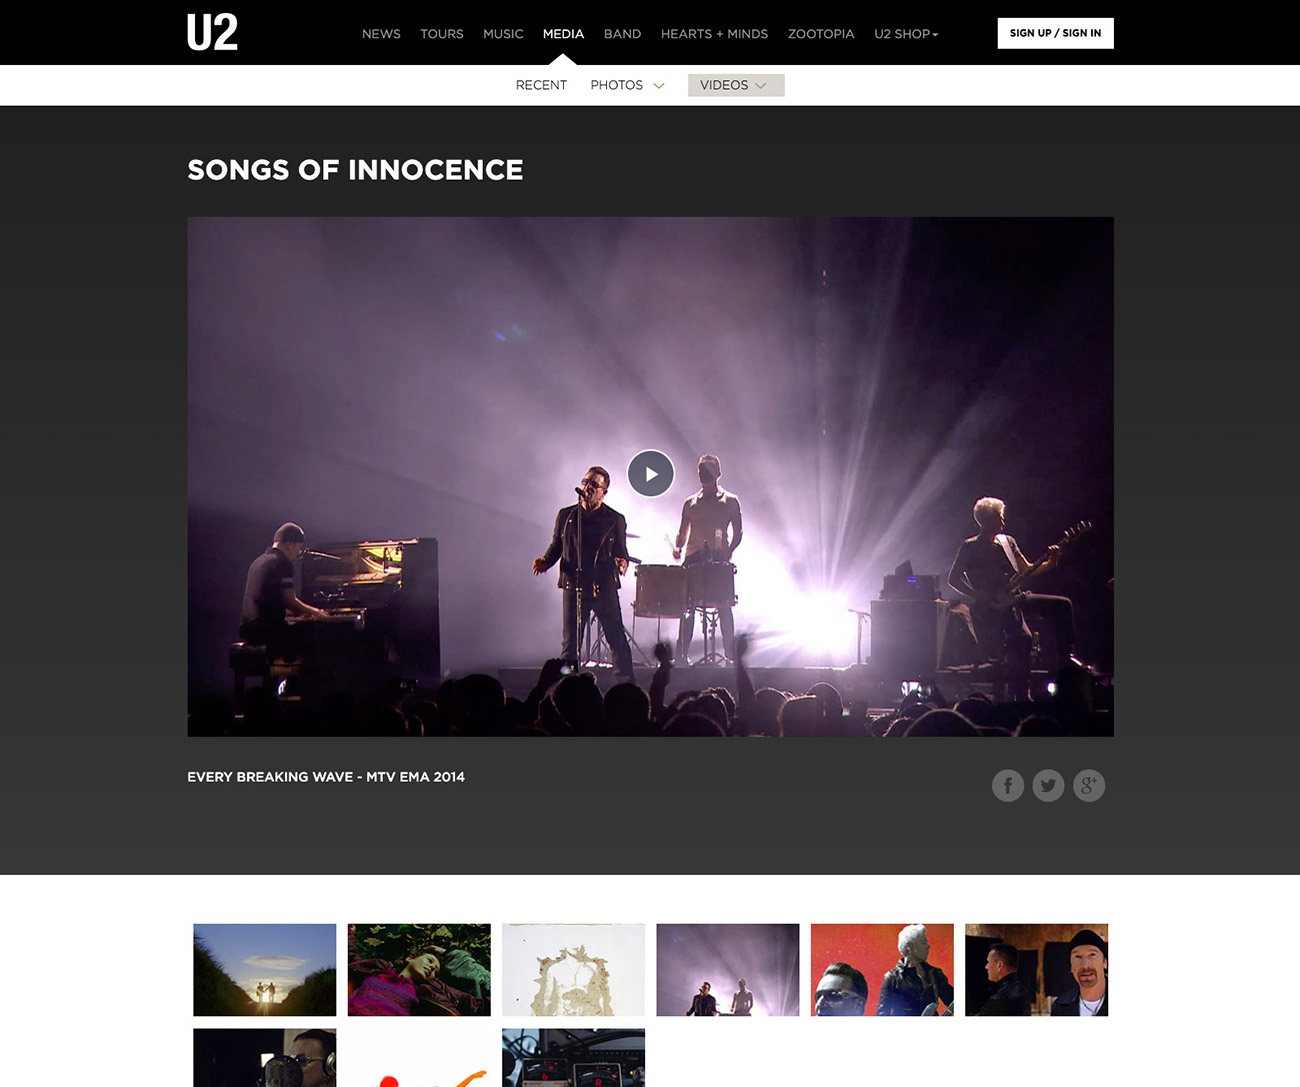 U2
NEWS TOURS MUSIC MEDIA BAND HEARTS + MINDS ZOOTOPIA U2 SHOP
SIGN UP / SIGN IN
RECENT PHOTOS VIDEOS
SONGS OF INNOCENCE
EVERY BREAKING WAVE - MTV EMA 2014
f g+